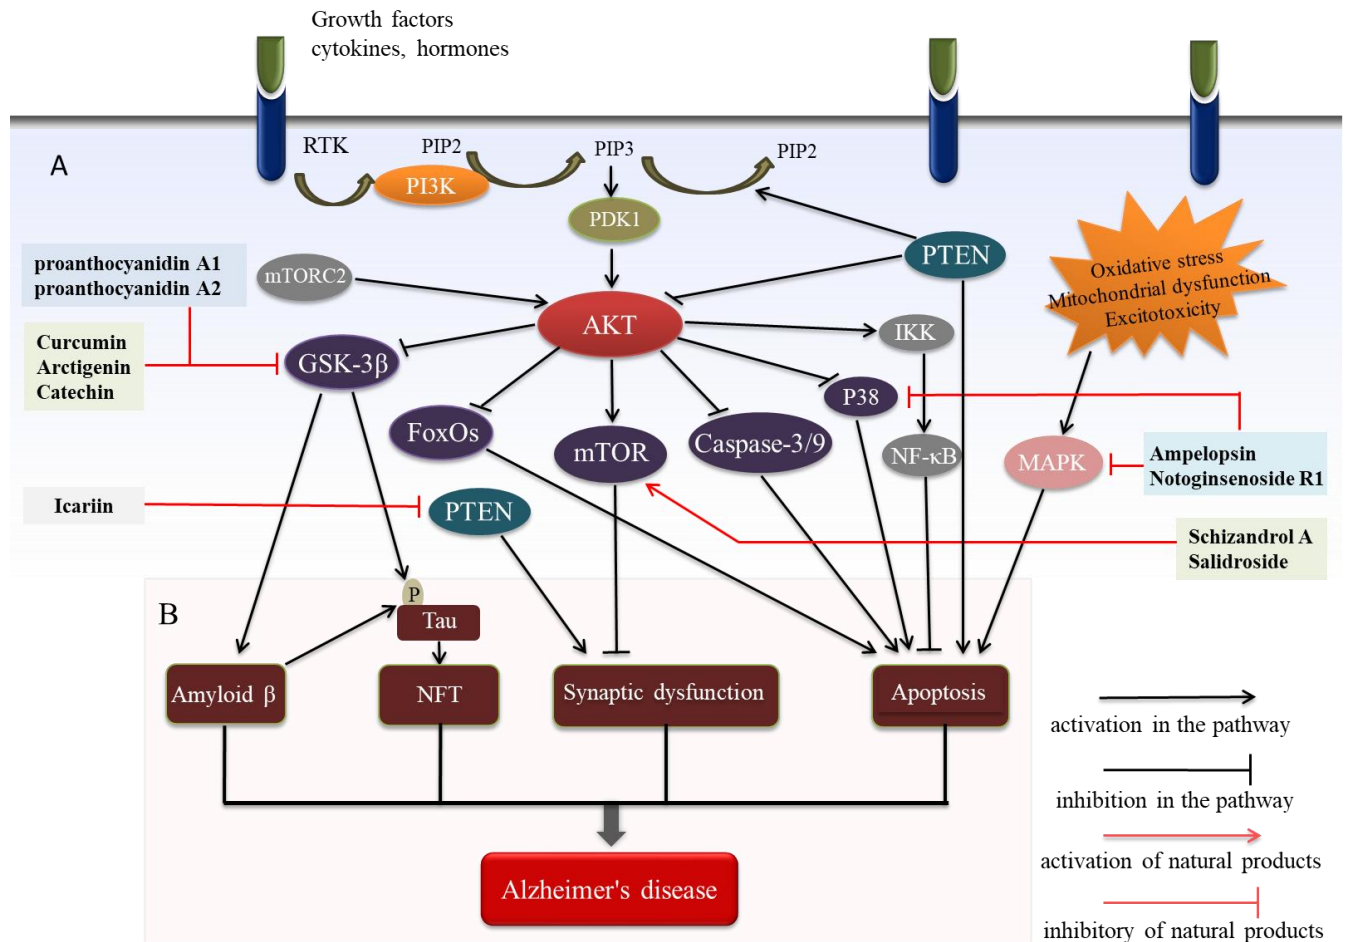 Growth factors
cytokines, hormones
A
RTK
PIP2
PIP3
PIP2
PI3K
PDK1
PTEN
proanthocyanidin A1
proanthocyanidin A2
mTORC2
Oxidative stress
Mitochondrial dysfunction
Excitotoxicity
AKT
IKK
Curcumin
Arctigenin
Catechin
GSK-3β
P38
FoxOs
mTOR
Caspase-3/9
NF-κB
MAPK
Ampelopsin
Notoginsenoside R1
Icariin
PTEN
Schizandrol A
Salidroside
B
P
Tau
Amyloid β
NFT
Synaptic dysfunction
Apoptosis
activation in the pathway
inhibition in the pathway
activation of natural products
inhibitory of natural products
Alzheimer's disease